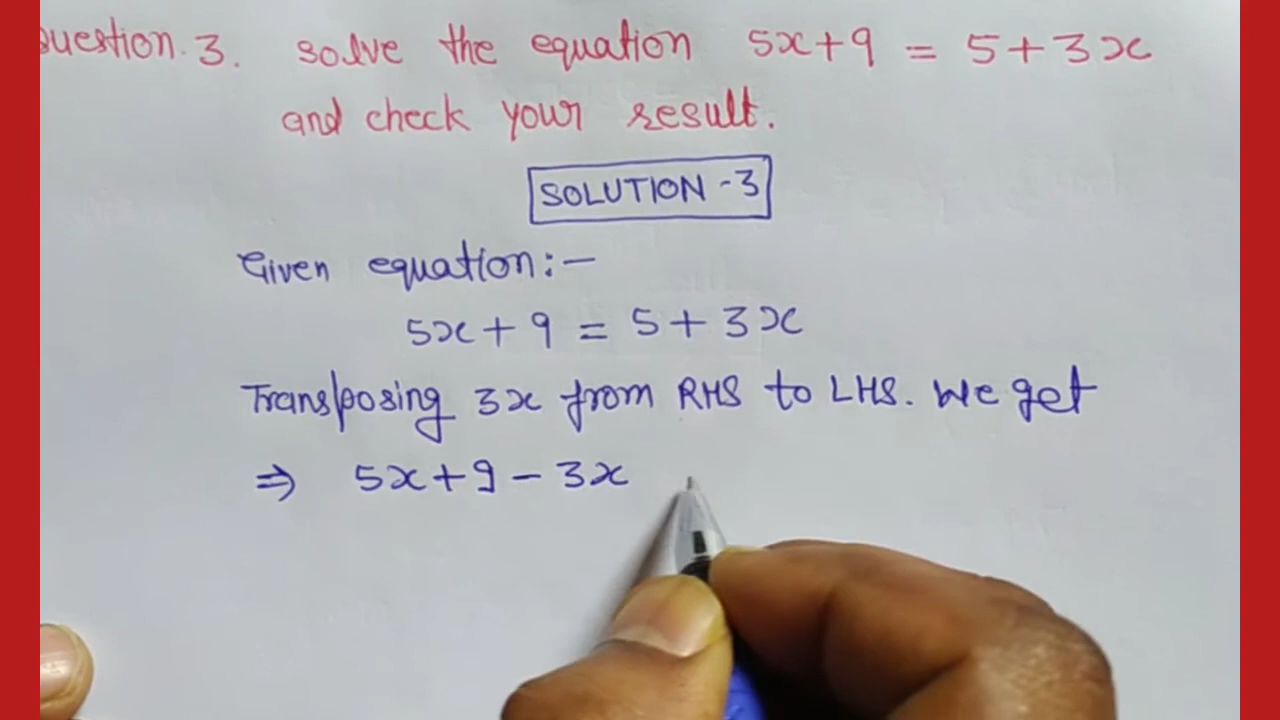 uestion.3. solve the equation 5x+9 = 5+3x
and check your result.
SOLUTION-3
Given equation:-
5x+9 = 5+3x
Transposing 3x from RHS to LHS. We get
⇒ 5x+9-3x